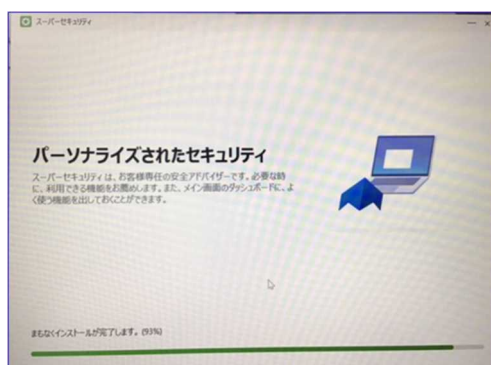 スーパーセキュリティ
パーソナライズされたセキュリティ
スーパーセキュリティは、お客様専任の安全アドバイザーです。必要な時
に、利用できる機能をお薦めします。また、メイン画面のダッシュボードに、よ
く使う機能を出しておくことができます。
まもなくインストールが完了します。(93%)